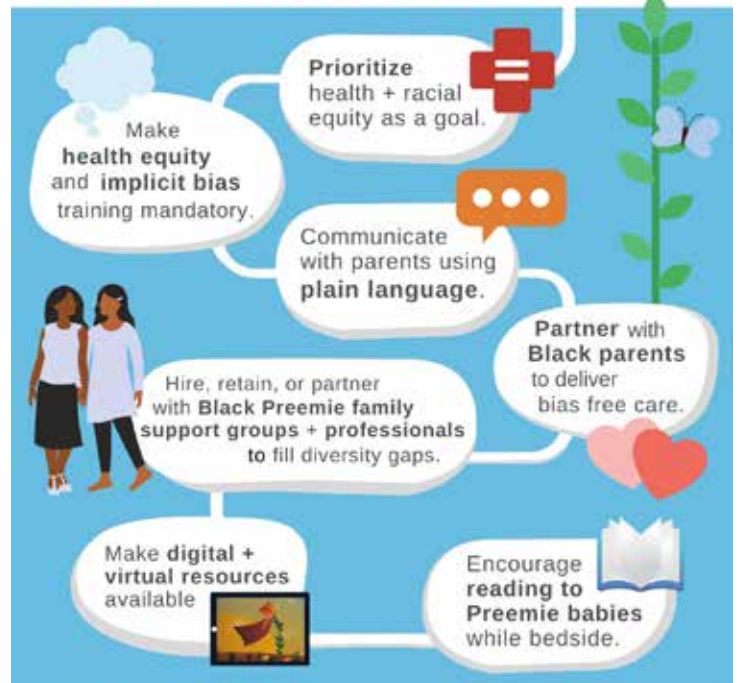 Prioritize
health + racial
equity as a goal.
Make
health equity
and implicit bias
training mandatory.
Communicate
with parents using
plain language.
Partner with
Black parents
to deliver
bias free care.
Hire, retain, or partner
with Black Preemie family
support groups + professionals
to fill diversity gaps.
Make digital +
virtual resources
available
Encourage
reading to
Preemie babies
while bedside.